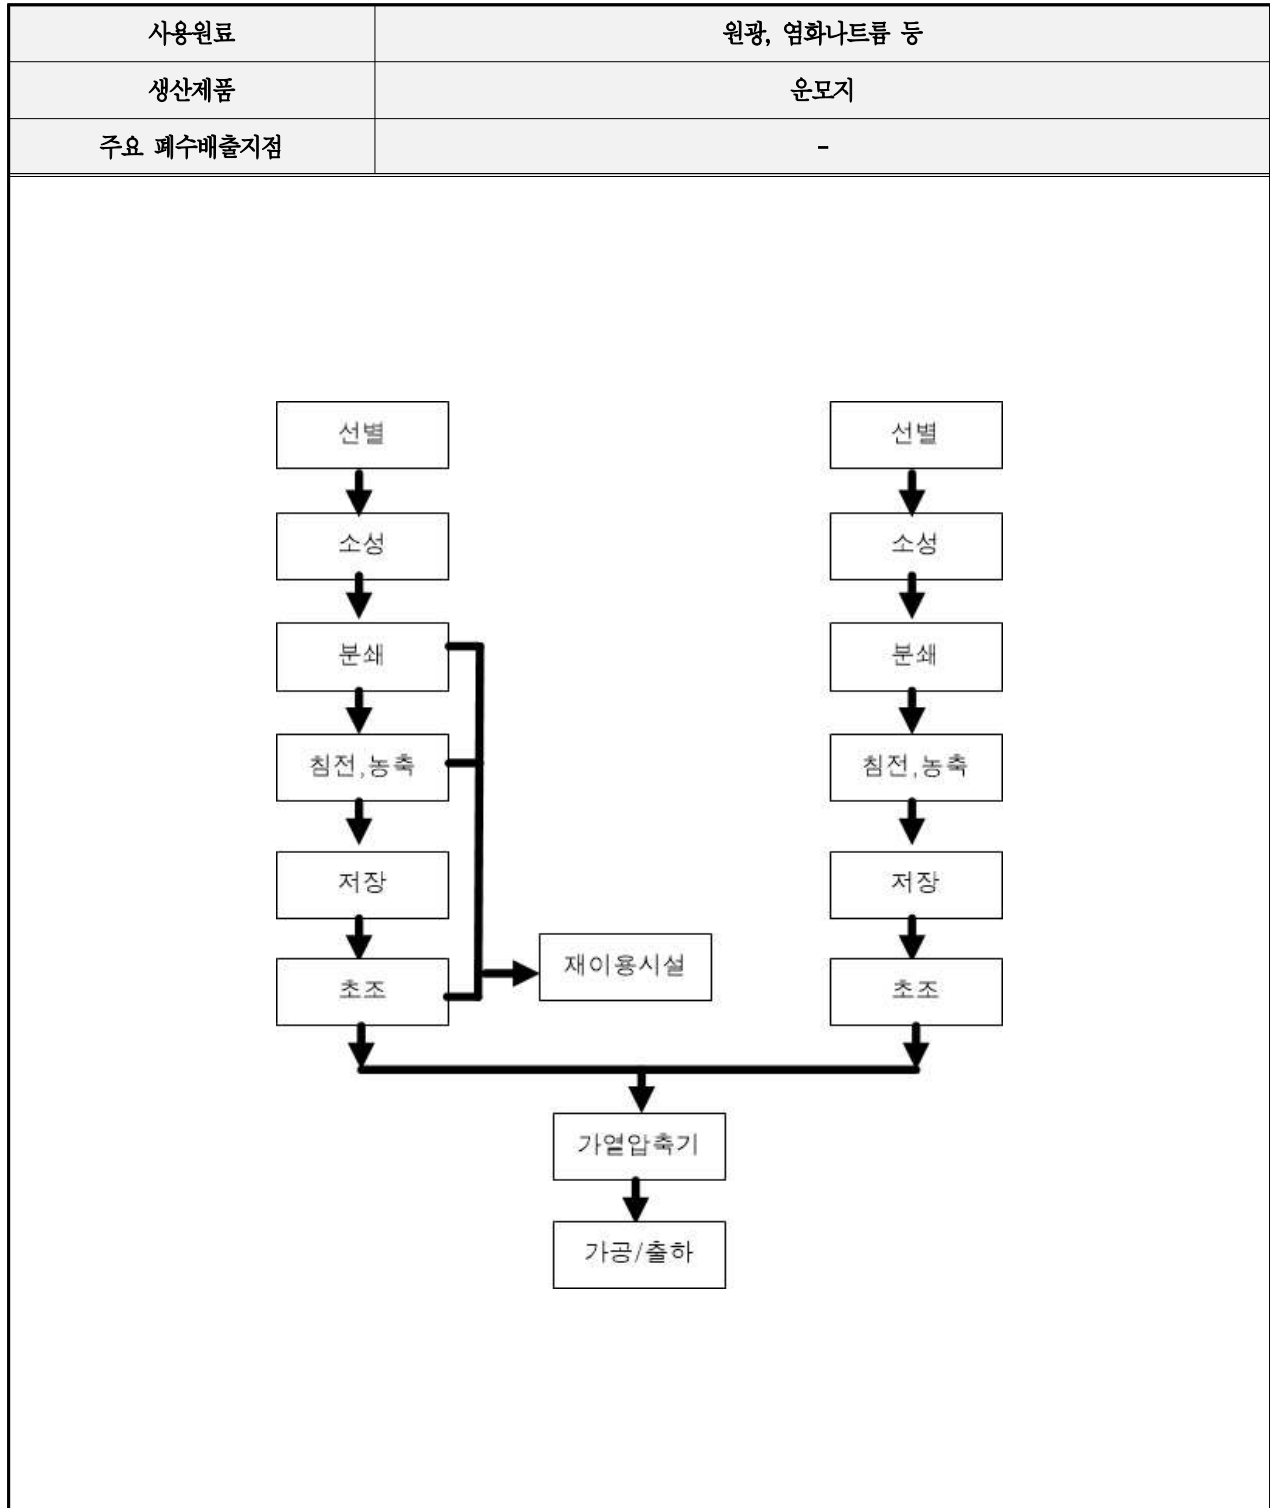 사용원료 원광, 염화나트륨 등
생산제품 운모지
주요 폐수배출지점 -
선별 선별
소성 소성
분쇄 분쇄
침전,농축 침전,농축
저장 저장
재이용시설
초조 초조
가열압축기
가공/출하